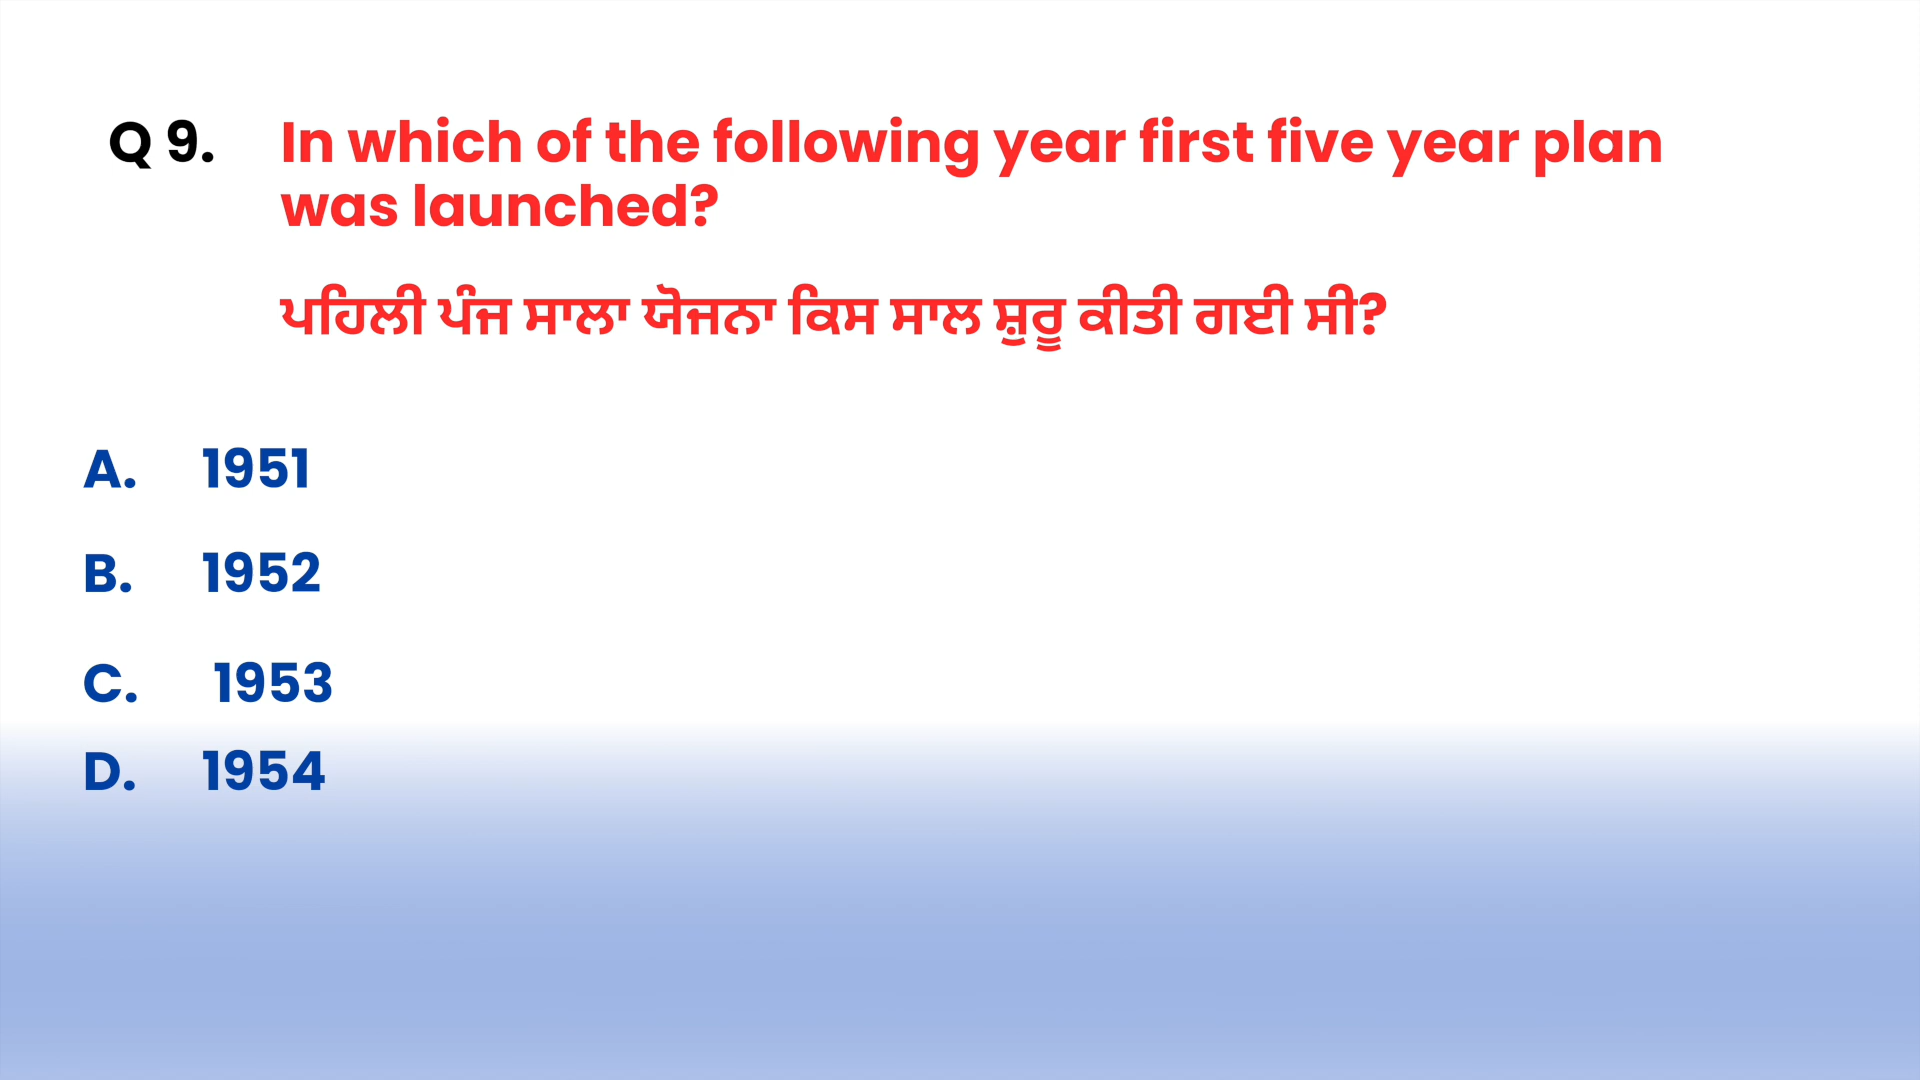 Q 9. In which of the following year first five year plan
was launched?
ਪਹਿਲੀ ਪੰਜ ਸਾਲਾ ਯੋਜਨਾ ਕਿਸ ਸਾਲ ਸ਼ੁਰੂ ਕੀਤੀ ਗਈ ਸੀ?
A. 1951
B. 1952
C. 1953
D. 1954